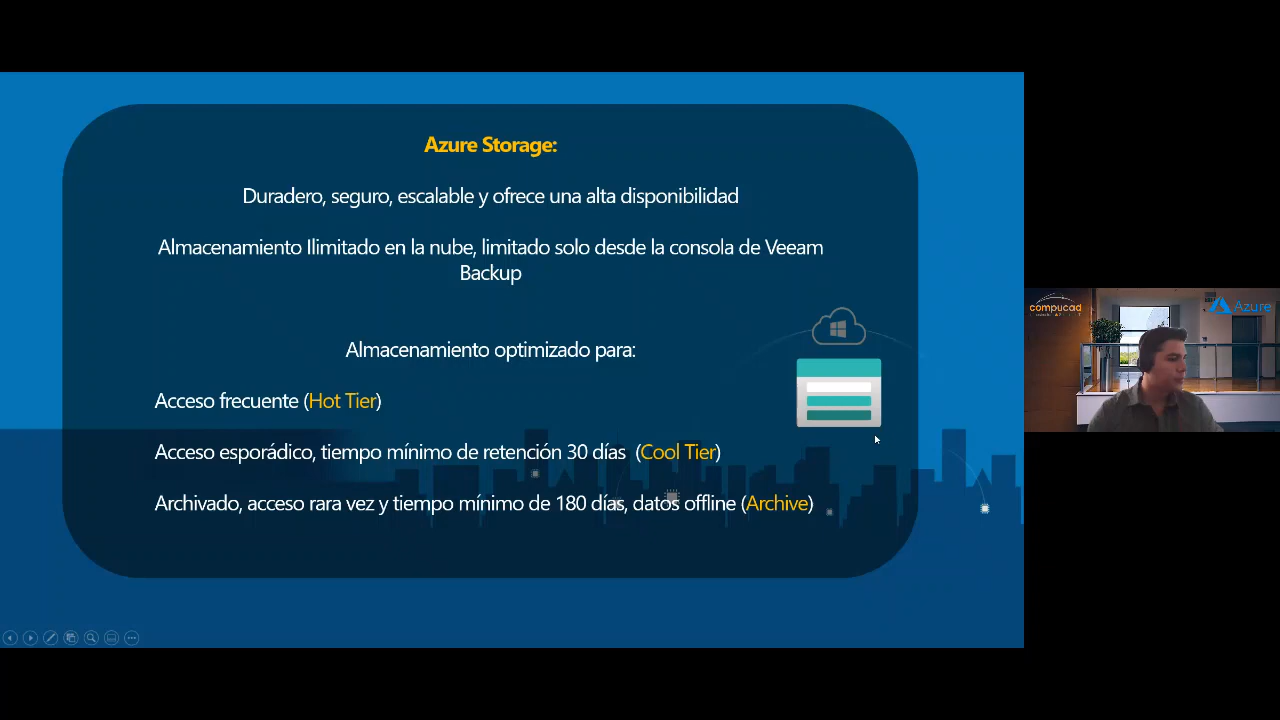 Azure Storage:
Duradero, seguro, escalable y ofrece una alta disponibilidad
Almacenamiento Ilimitado en la nube, limitado solo desde la consola de Veeam
Backup
Almacenamiento optimizado para:
Acceso frecuente (Hot Tier)
Acceso esporádico, tiempo mínimo de retención 30 días (Cool Tier)
Archivado, acceso rara vez y tiempo mínimo de 180 días, datos offline (Archive)
compucad
Azure